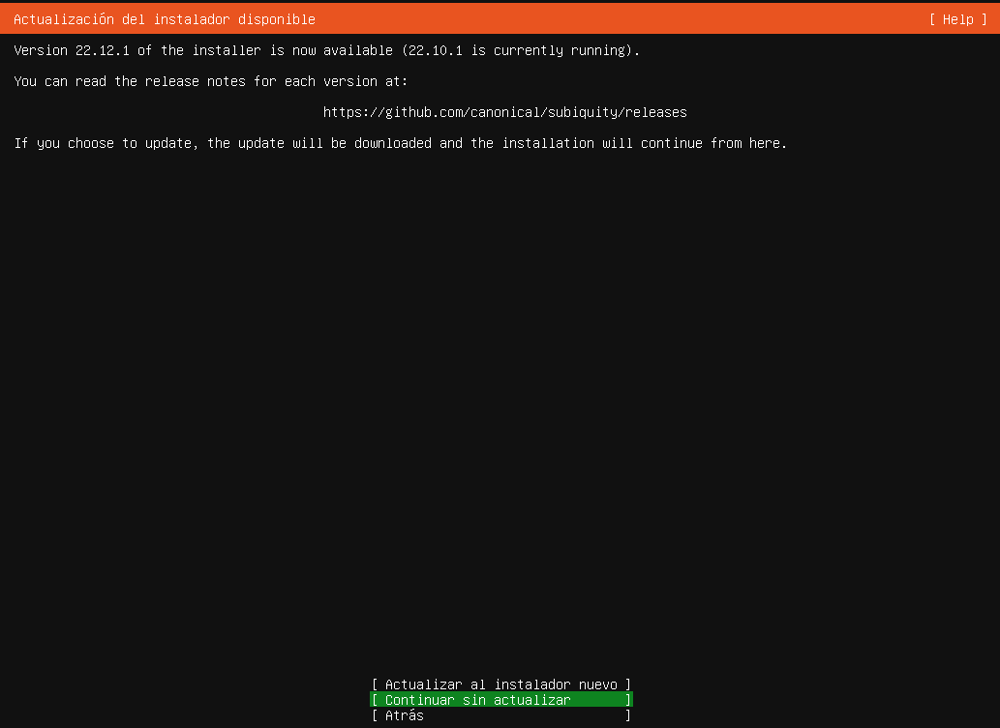 Actualización del instalador disponible [ Help ]
Version 22.12.1 of the installer is now available (22.10.1 is currently running).
You can read the release notes for each version at:
https://github.com/canonical/subiquity/releases
If you choose to update, the update will be downloaded and the installation will continue from here.
[ Actualizar al instalador nuevo ]
[ Continuar sin actualizar ]
[ Atrás ]